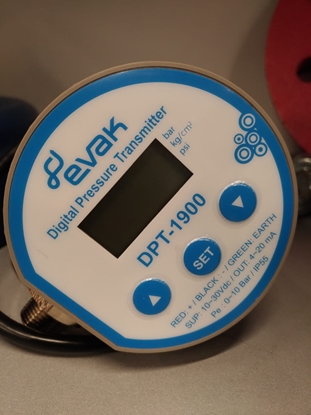 evak
Digital Pressure Transmitter
bar
kg/cm²
psi
DPT-1900
SET
RED: + / BLACK: - / GREEN: EARTH
SUP: 10~30Vdc / OUT: 4~20 mA
Pe : 0~10 Bar / IP55